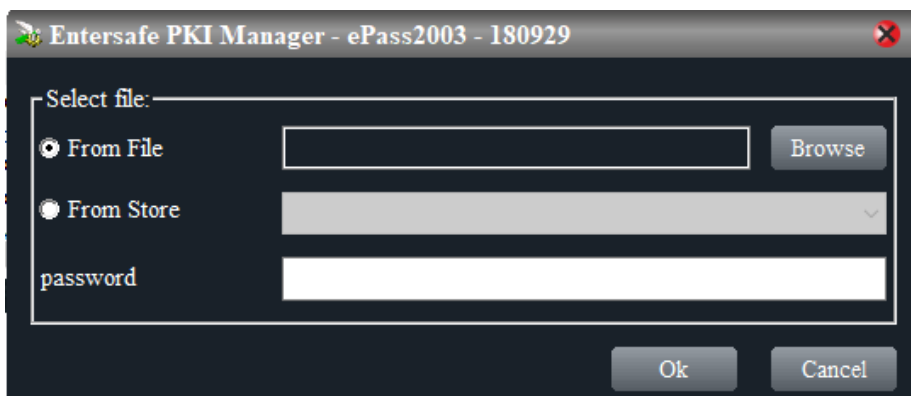 Entersafe PKI Manager - ePass2003 - 180929
Select file:
From File
Browse
From Store
password
Ok
Cancel